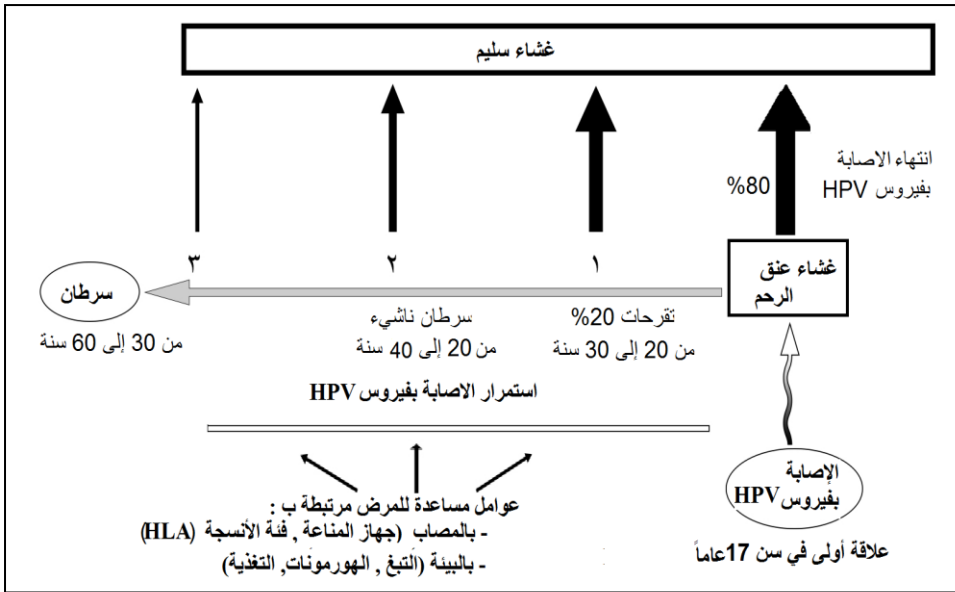 غشاء سليم
انتهاء الاصابة
بفيروس HPV
%80
غشاء عنق
الرحم
١
٢
٣
سرطان
من 30 إلى 60 سنة
سرطان ناشيء
من 20 إلى 40 سنة
تقرحات 20%
من 20 إلى 30 سنة
استمرار الاصابة بفيروس HPV
الإصابة
بفيروس HPV
علاقة أولى في سن 17 عاماً
عوامل مساعدة للمرض مرتبطة ب :
- بالمصاب (جهاز المناعة , فئة الأنسجة (HLA)
- بالبيئة (التبغ , الهورمونات, التغذية)